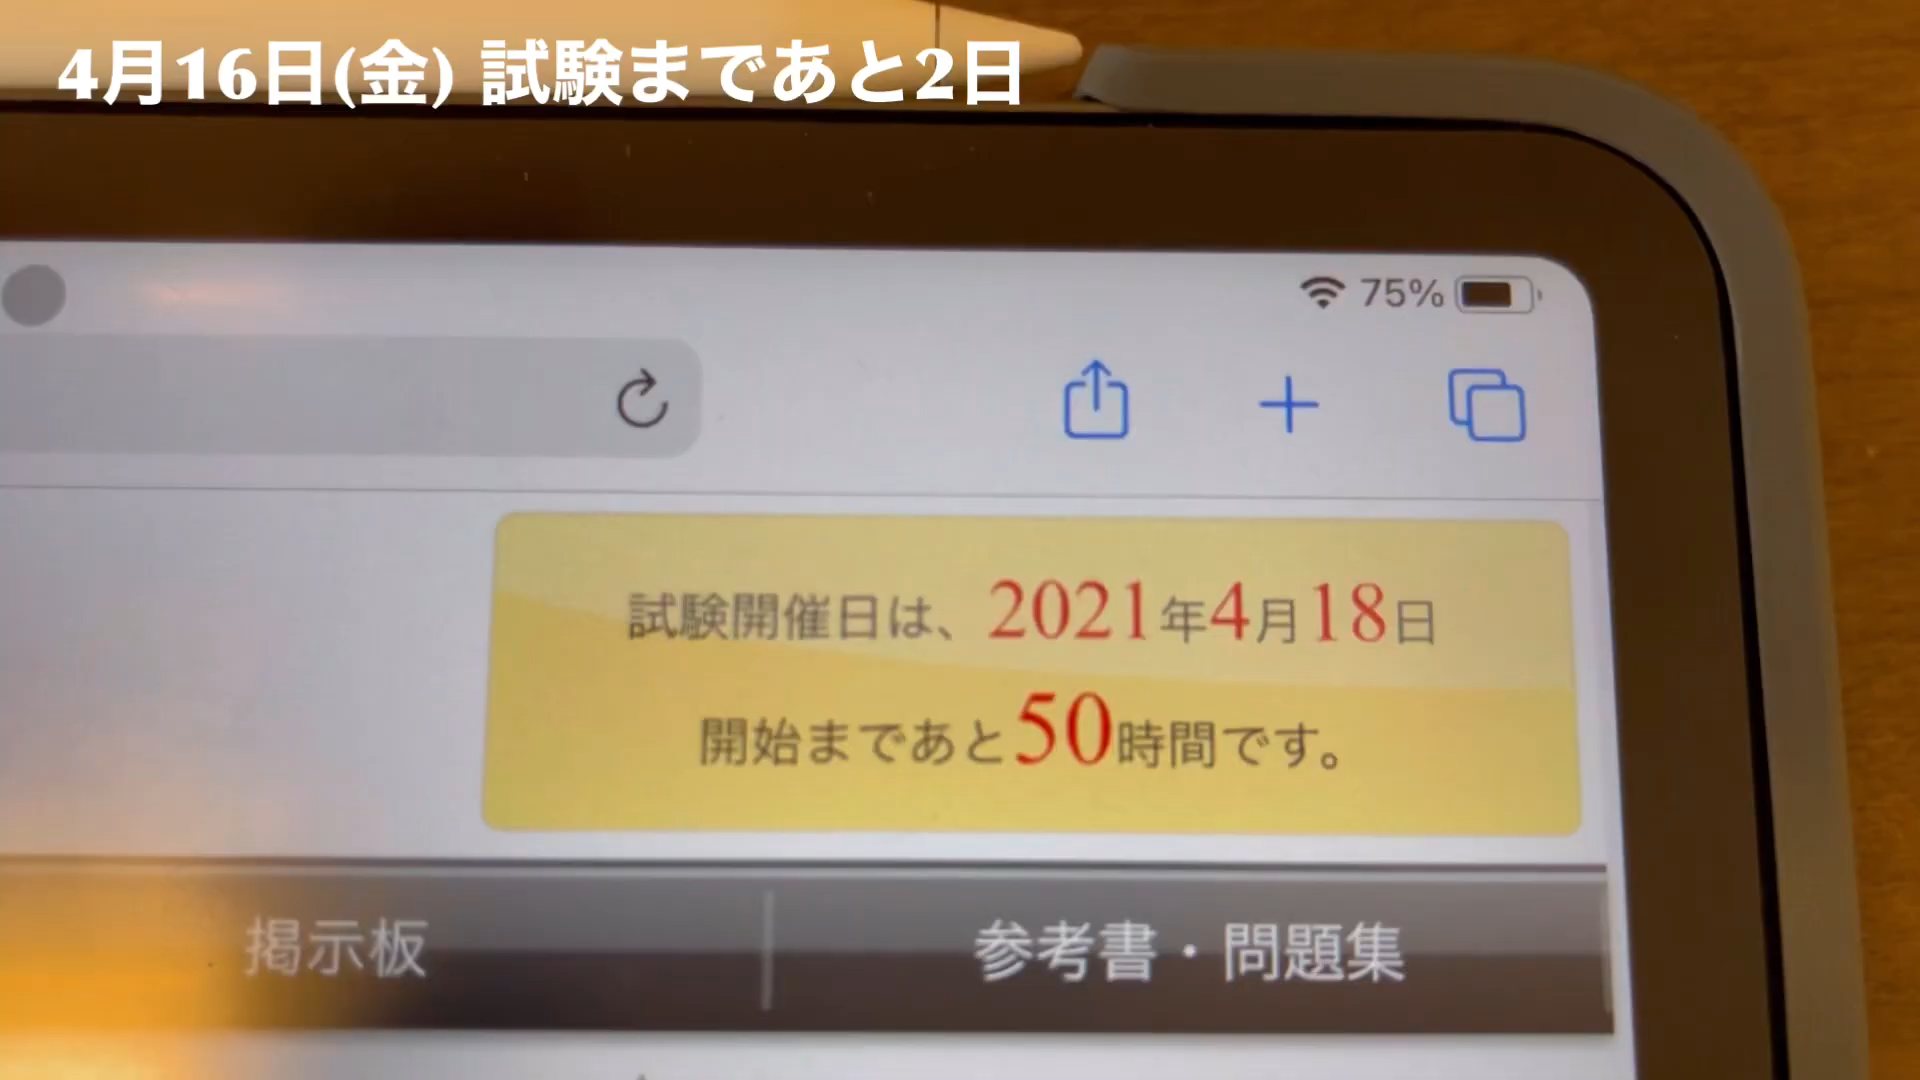 4月16日(金) 試験まであと2日
75%
試験開催日は、2021年4月18日
開始まであと50時間です。
掲示板
参考書・問題集